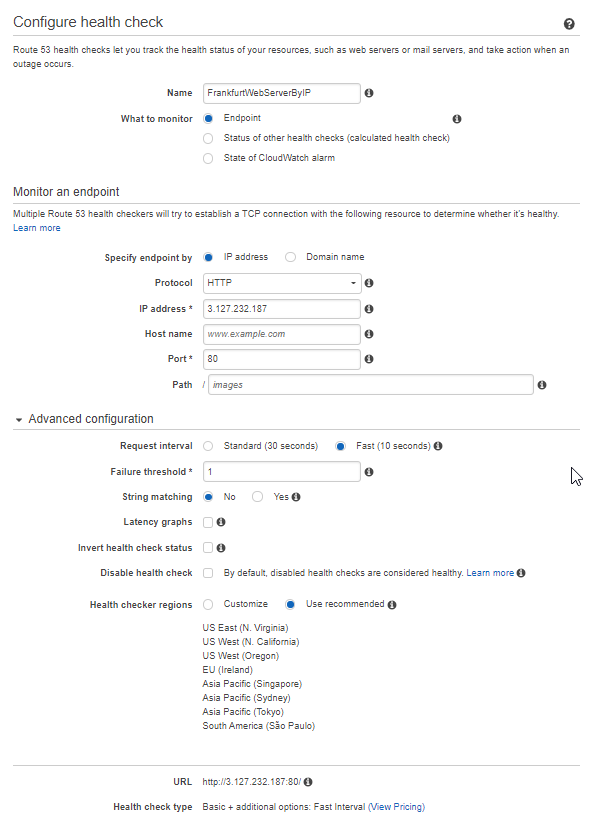 Configure health check
Route 53 health checks let you track the health status of your resources, such as web servers or mail servers, and take action when an
outage occurs.
Name FrankfurtWebServerByIP
What to monitor Endpoint
Status of other health checks (calculated health check)
State of CloudWatch alarm
Monitor an endpoint
Multiple Route 53 health checkers will try to establish a TCP connection with the following resource to determine whether it's healthy.
Learn more
Specify endpoint by IP address Domain name
Protocol HTTP
IP address * 3.127.232.187
Host name www.example.com
Port * 80
Path / images
Advanced configuration
Request interval Standard (30 seconds) Fast (10 seconds)
Failure threshold * 1
String matching No Yes
Latency graphs
Invert health check status
Disable health check By default, disabled health checks are considered healthy. Learn more
Health checker regions Customize Use recommended
US East (N. Virginia)
US West (N. California)
US West (Oregon)
EU (Ireland)
Asia Pacific (Singapore)
Asia Pacific (Sydney)
Asia Pacific (Tokyo)
South America (São Paulo)
URL http://3.127.232.187:80/
Health check type Basic + additional options: Fast Interval (View Pricing)